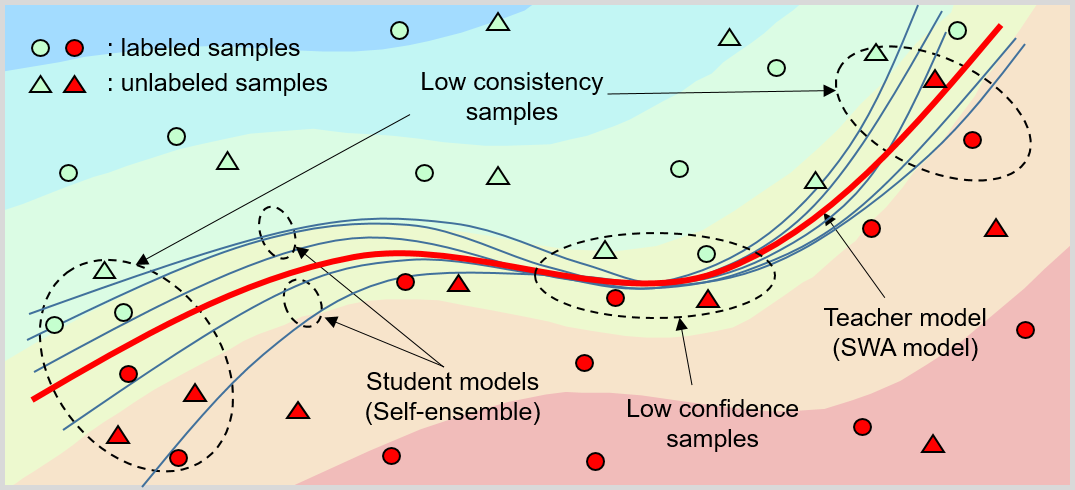 : labeled samples
: unlabeled samples
Low consistency
samples
Student models
(Self-ensemble)
Low confidence
samples
Teacher model
(SWA model)